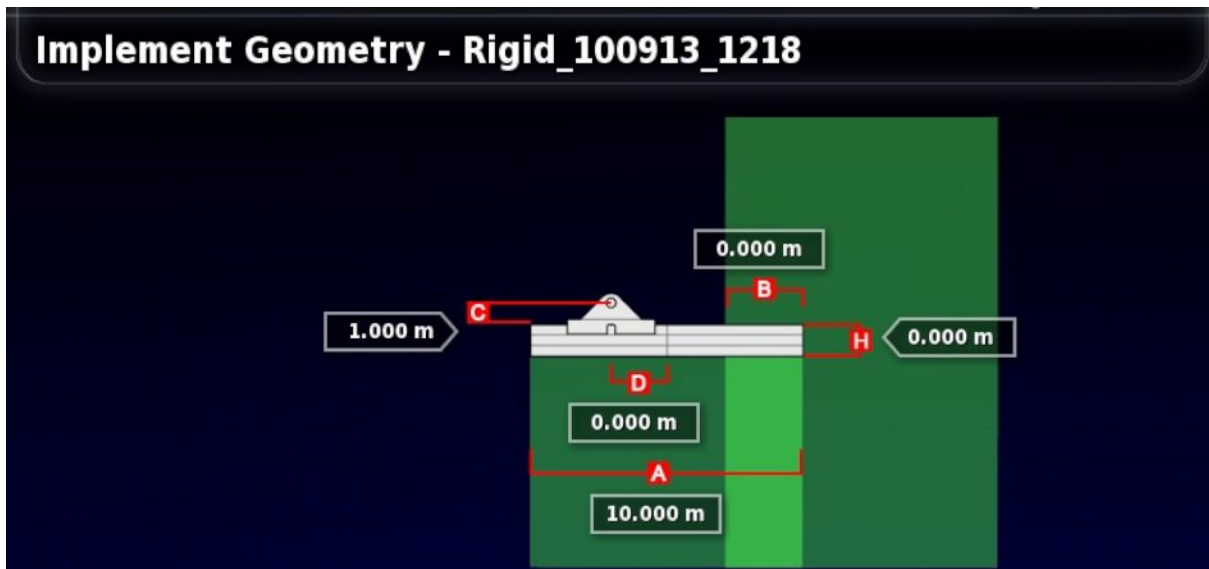 Implement Geometry - Rigid_100913_1218
0.000 m
B
C
1.000 m
H
0.000 m
D
0.000 m
A
10.000 m